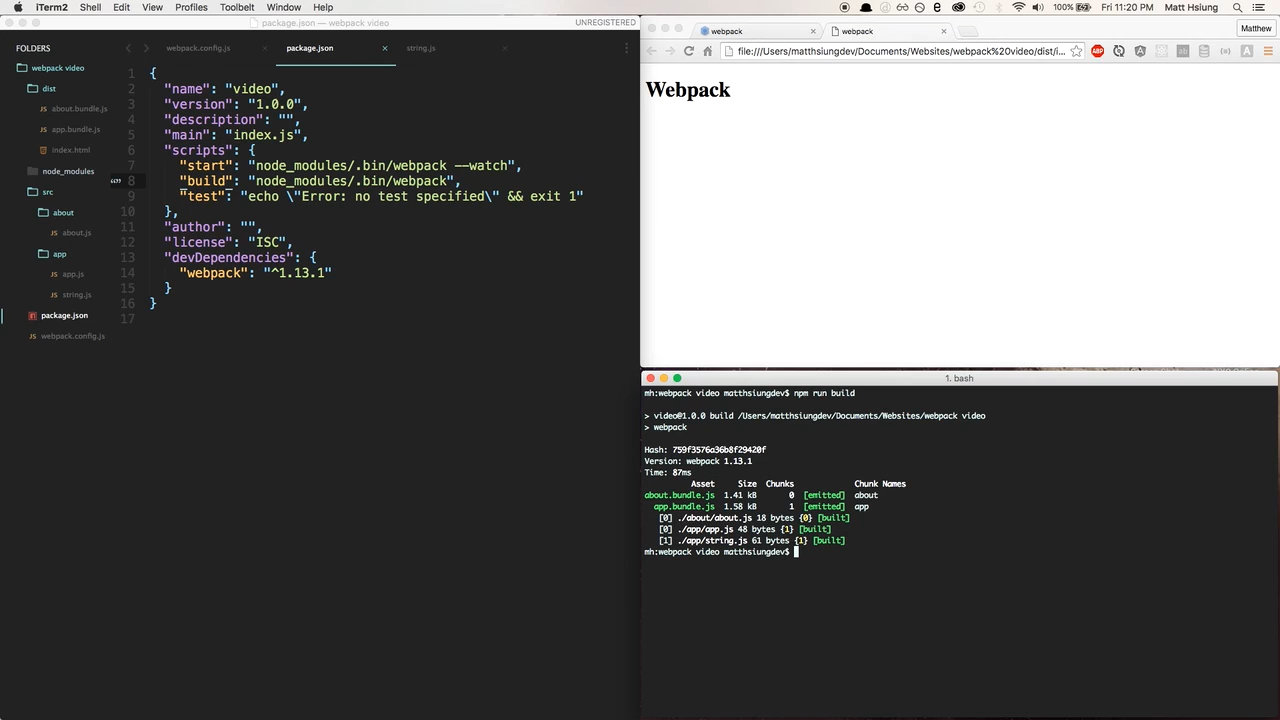 iTerm2 Shell Edit View Profiles Toolbelt Window Help
100% Fri 11:20 PM Matt Hsiung
package.json — webpack video
UNREGISTERED
FOLDERS
webpack video
dist
about.bundle.js
app.bundle.js
index.html
node_modules
src
about
about.js
app
app.js
string.js
package.json
webpack.config.js
webpack.config.js
package.json
string.js
1 {
2 "name": "video",
3 "version": "1.0.0",
4 "description": "",
5 "main": "index.js",
6 "scripts": {
7 "start": "node_modules/.bin/webpack --watch",
8 "build": "node_modules/.bin/webpack",
9 "test": "echo \"Error: no test specified\" && exit 1"
10 },
11 "author": "",
12 "license": "ISC",
13 "devDependencies": {
14 "webpack": "^1.13.1"
15 }
16 }
17
webpack
webpack
Matthew
file:///Users/matthsiungdev/Documents/Websites/webpack%20video/dist/i...
ABP
Webpack
1. bash
mh:webpack video matthsiungdev$ npm run build
> video@1.0.0 build /Users/matthsiungdev/Documents/Websites/webpack video
> webpack
Hash: 759f3576a36b8f29420f
Version: webpack 1.13.1
Time: 87ms
Asset Size Chunks Chunk Names
about.bundle.js 1.41 kB 0 [emitted] about
app.bundle.js 1.58 kB 1 [emitted] app
[0] ./about/about.js 18 bytes {0} [built]
[0] ./app/app.js 48 bytes {1} [built]
[1] ./app/string.js 61 bytes {1} [built]
mh:webpack video matthsiungdev$